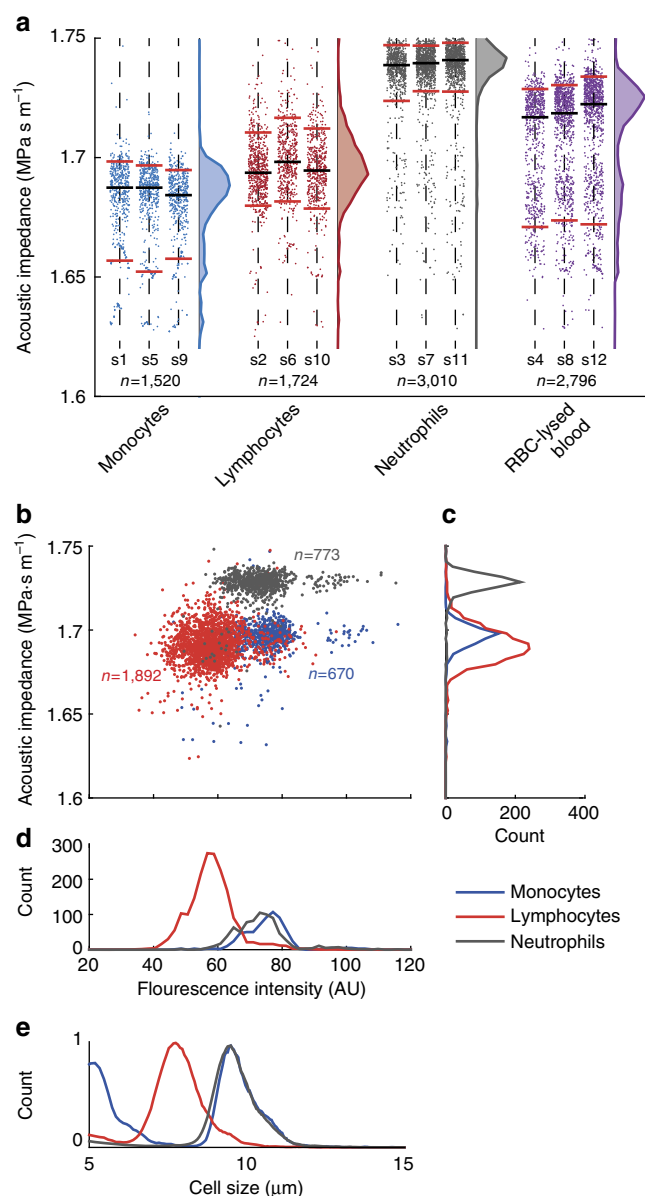 a
Acoustic impedance (MPa s m⁻¹)
1.75
1.7
1.65
1.6
s1 s5 s9 s2 s6 s10 s3 s7 s11 s4 s8 s12
n=1,520 n=1,724 n=3,010 n=2,796
Monocytes
Lymphocytes
Neutrophils
RBC-lysed
blood
b
Acoustic impedance (MPa·s m⁻¹)
1.75
1.7
1.65
1.6
n=773
n=1,892
n=670
c
0 200 400
Count
d
Count
300
200
100
0
20 40 60 80 100 120
Flourescence intensity (AU)
Monocytes
Lymphocytes
Neutrophils
e
Count
1
0
5 10 15
Cell size (μm)